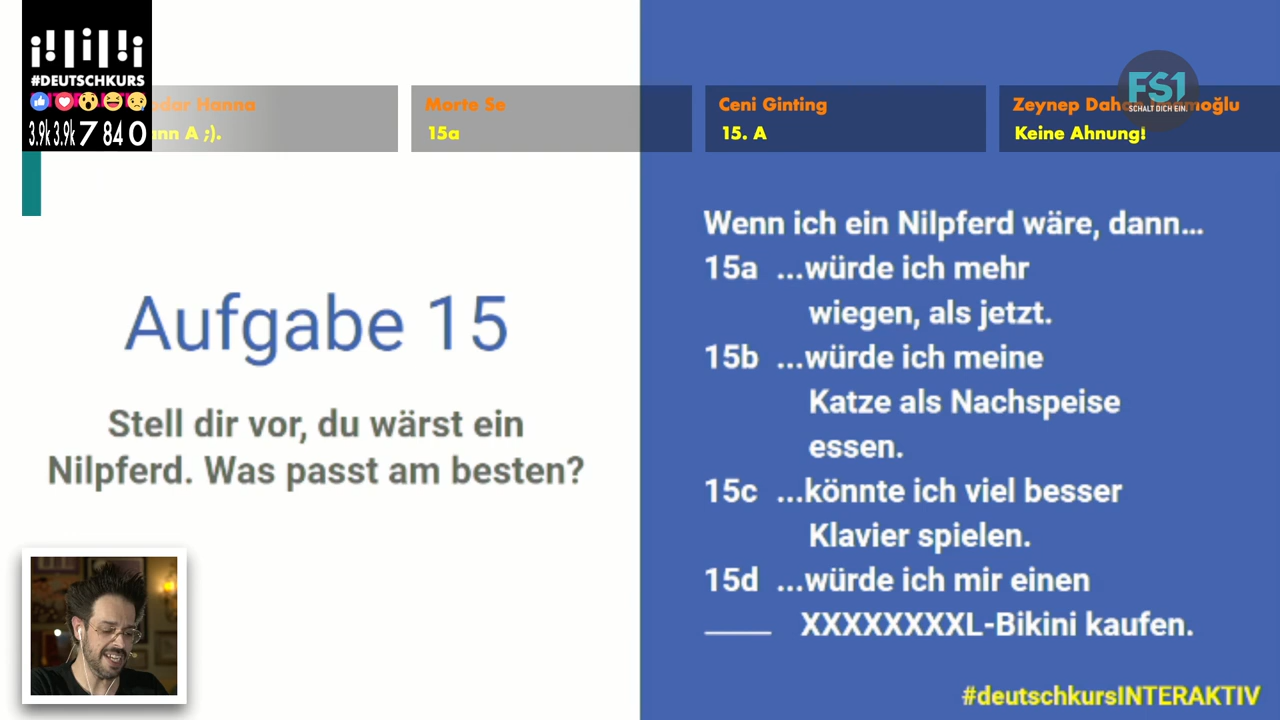 #DEUTSCHKURS
3.9k 3.9k 7 84 0
Hanna
A ;).
Morte Se
15a
Ceni Ginting
15. A
Zeynep
Keine Ahnung!
FS1
SCHALT DICH EIN.
Aufgabe 15
Stell dir vor, du wärst ein
Nilpferd. Was passt am besten?
Wenn ich ein Nilpferd wäre, dann...
15a ...würde ich mehr
wiegen, als jetzt.
15b ...würde ich meine
Katze als Nachspeise
essen.
15c ...könnte ich viel besser
Klavier spielen.
15d ...würde ich mir einen
XXXXXXXXL-Bikini kaufen.
#deutschkursINTERAKTIV